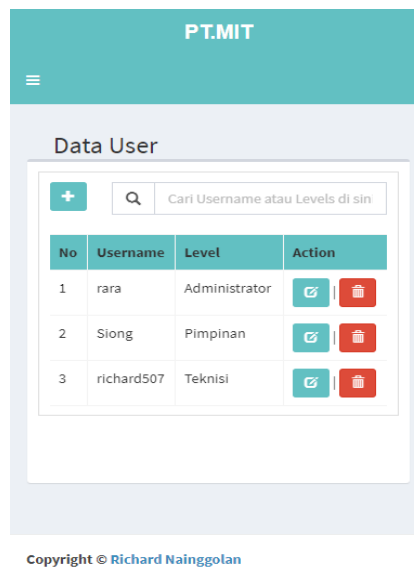 PT.MIT
Data User
Cari Username atau Levels di sin
No Username Level Action
1 rara Administrator |
2 Siong Pimpinan |
3 richard507 Teknisi |
Copyright © Richard Nainggolan